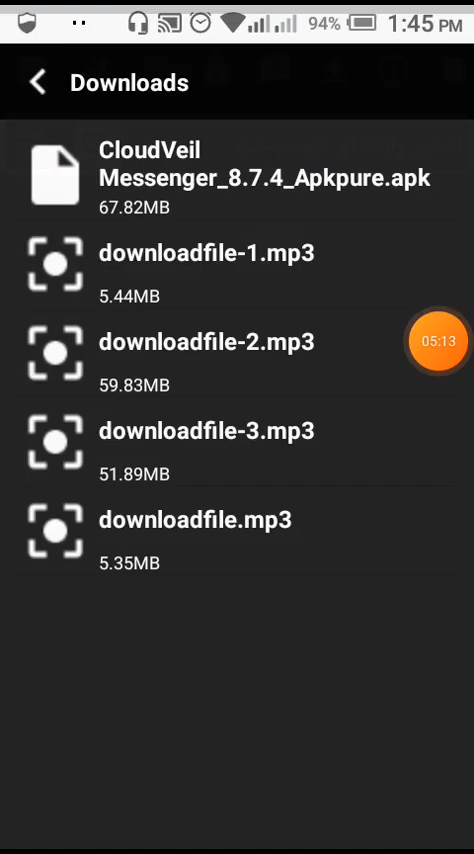 94% 1:45 PM
Downloads
CloudVeil
Messenger_8.7.4_Apkpure.apk
67.82MB
downloadfile-1.mp3
5.44MB
downloadfile-2.mp3
05:13
59.83MB
downloadfile-3.mp3
51.89MB
downloadfile.mp3
5.35MB